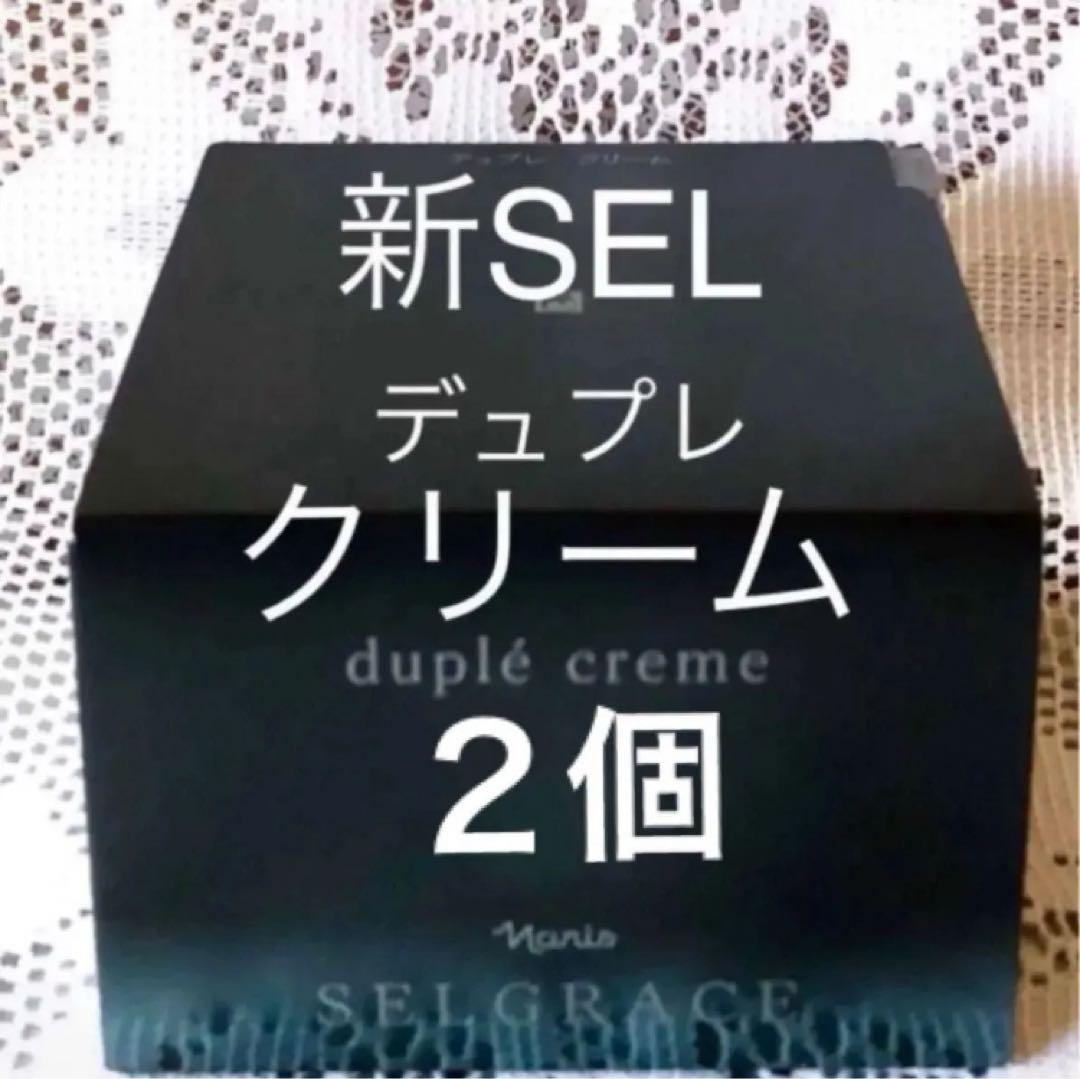 デュプレ クリーム
新SEL
デュプレ
クリーム
duplé creme
2個
Naris
SELGRACE